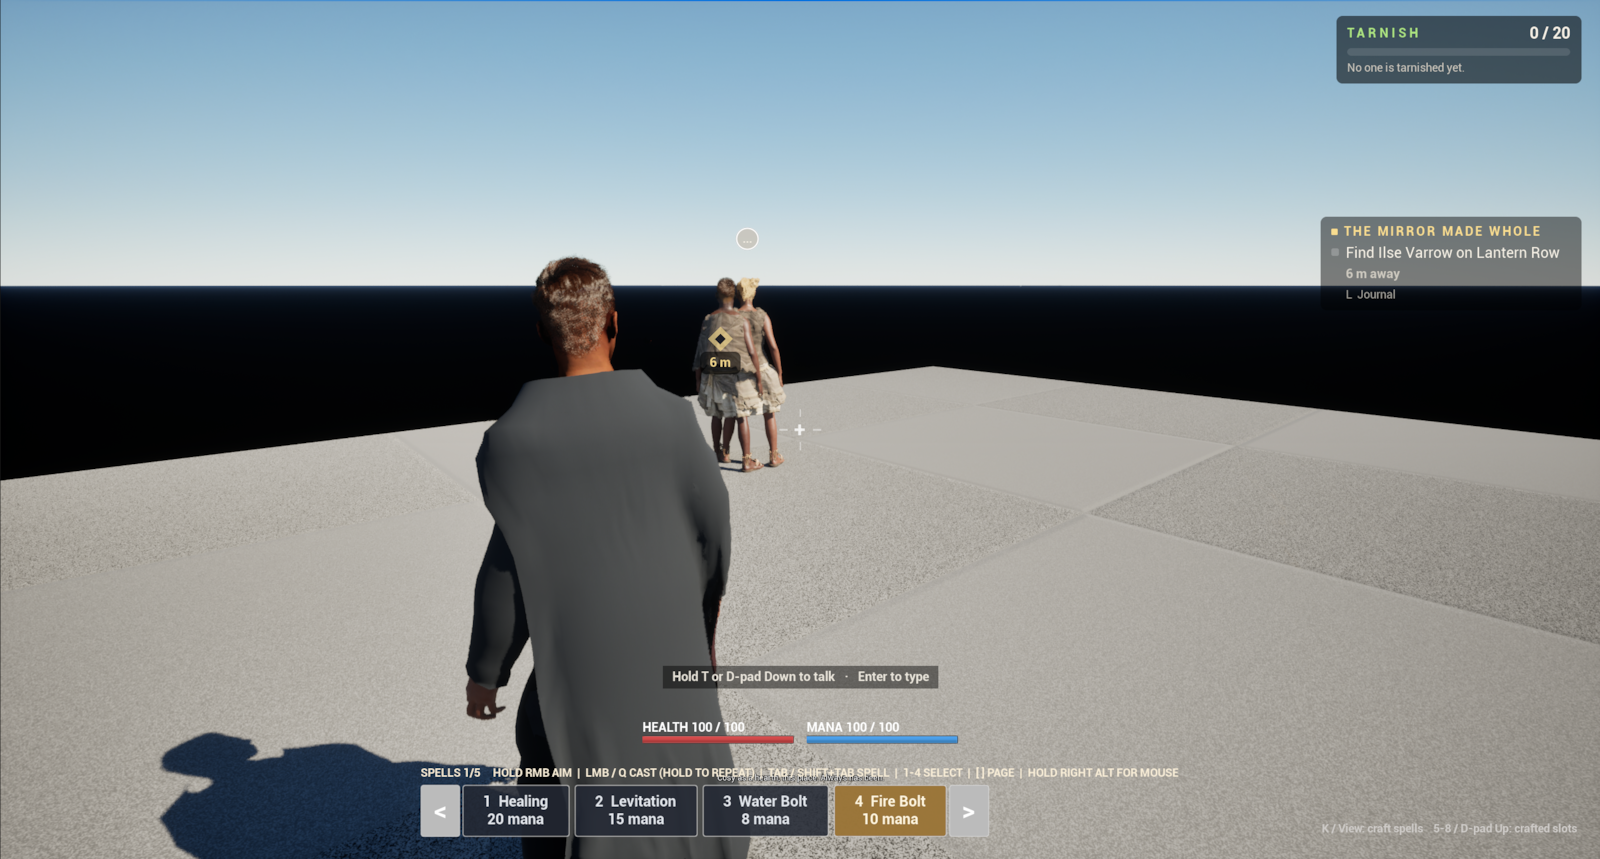 TARNISH 0 / 20
No one is tarnished yet.
...
THE MIRROR MADE WHOLE
Find Ilse Varrow on Lantern Row
6 m away
L Journal
6 m
Hold T or D-pad Down to talk · Enter to type
HEALTH 100 / 100 MANA 100 / 100
SPELLS 1/5 HOLD RMB AIM | LMB / Q CAST (HOLD TO REPEAT) | TAB / SHIFT+TAB SPELL | 1-4 SELECT | [ ] PAGE | HOLD RIGHT ALT FOR MOUSE
< 1 Healing 2 Levitation 3 Water Bolt 4 Fire Bolt >
20 mana 15 mana 8 mana 10 mana
K / View: craft spells 5-8 / D-pad Up: crafted slots